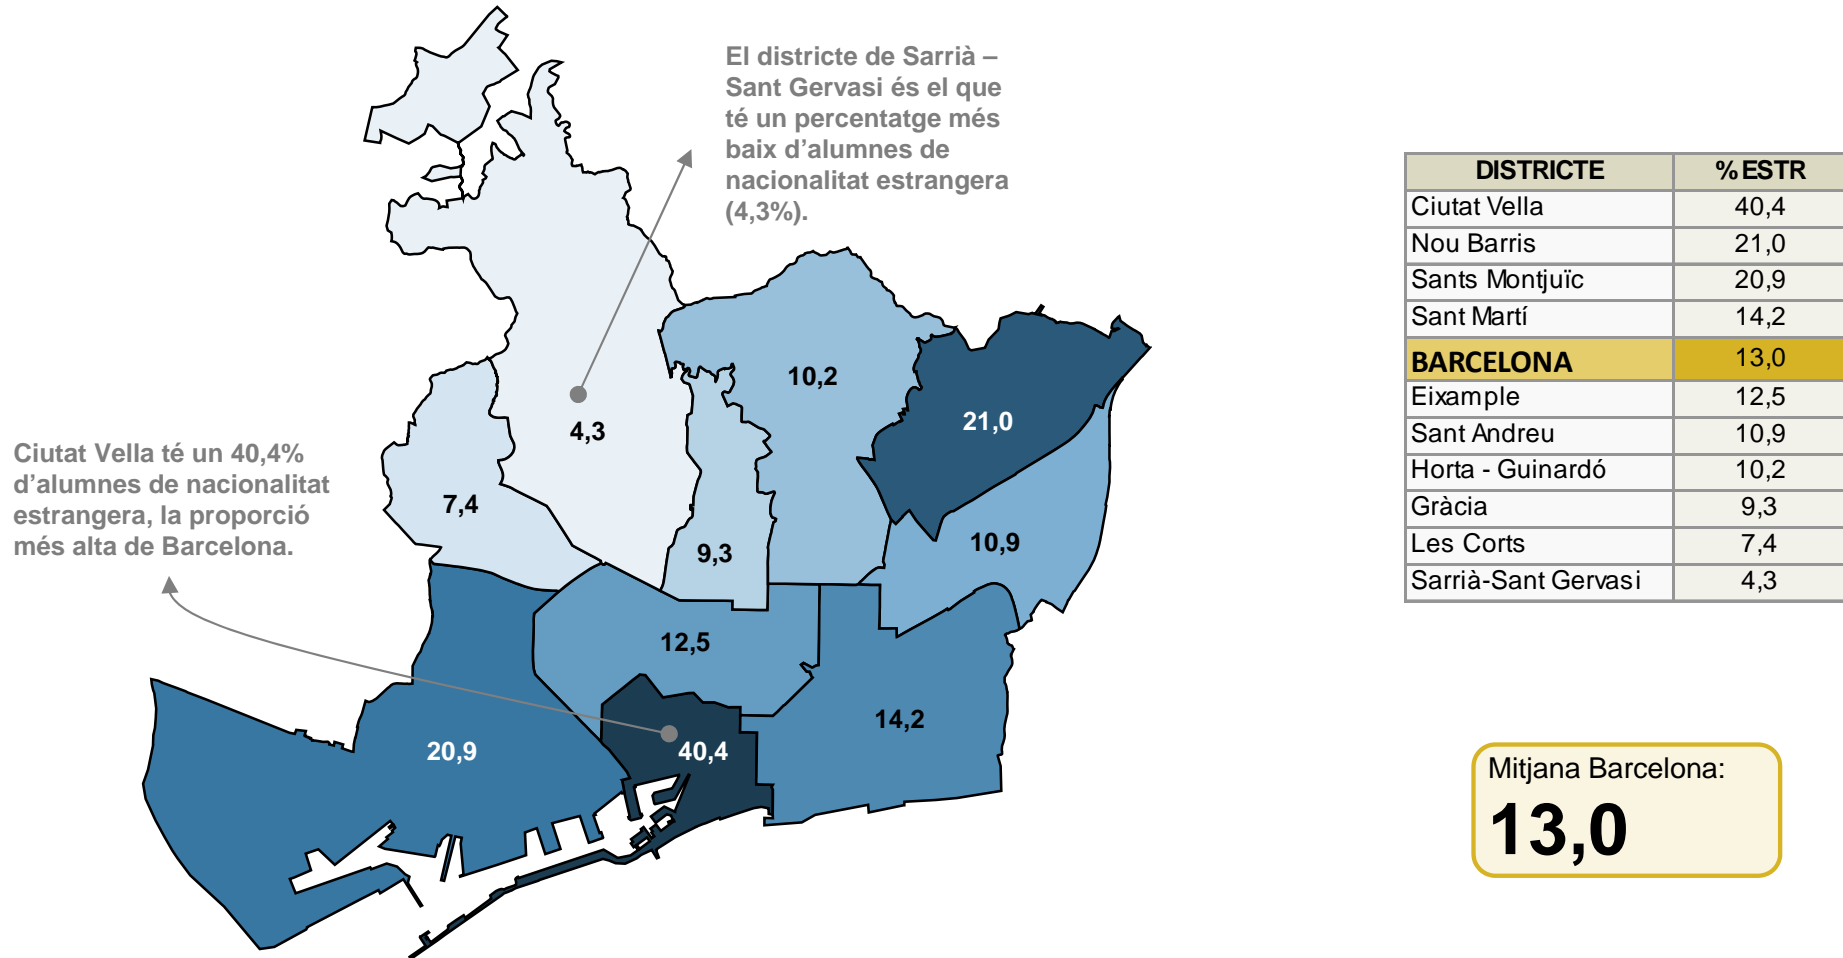 El districte de Sarrià –
Sant Gervasi és el que
té un percentatge més
baix d'alumnes de
nacionalitat estrangera
(4,3%).
Ciutat Vella té un 40,4%
d'alumnes de nacionalitat
estrangera, la proporció
més alta de Barcelona.
10,2
21,0
4,3
7,4
9,3
10,9
12,5
14,2
20,9
40,4
DISTRICTE % ESTR
Ciutat Vella 40,4
Nou Barris 21,0
Sants Montjuïc 20,9
Sant Martí 14,2
BARCELONA 13,0
Eixample 12,5
Sant Andreu 10,9
Horta - Guinardó 10,2
Gràcia 9,3
Les Corts 7,4
Sarrià-Sant Gervasi 4,3
Mitjana Barcelona:
13,0